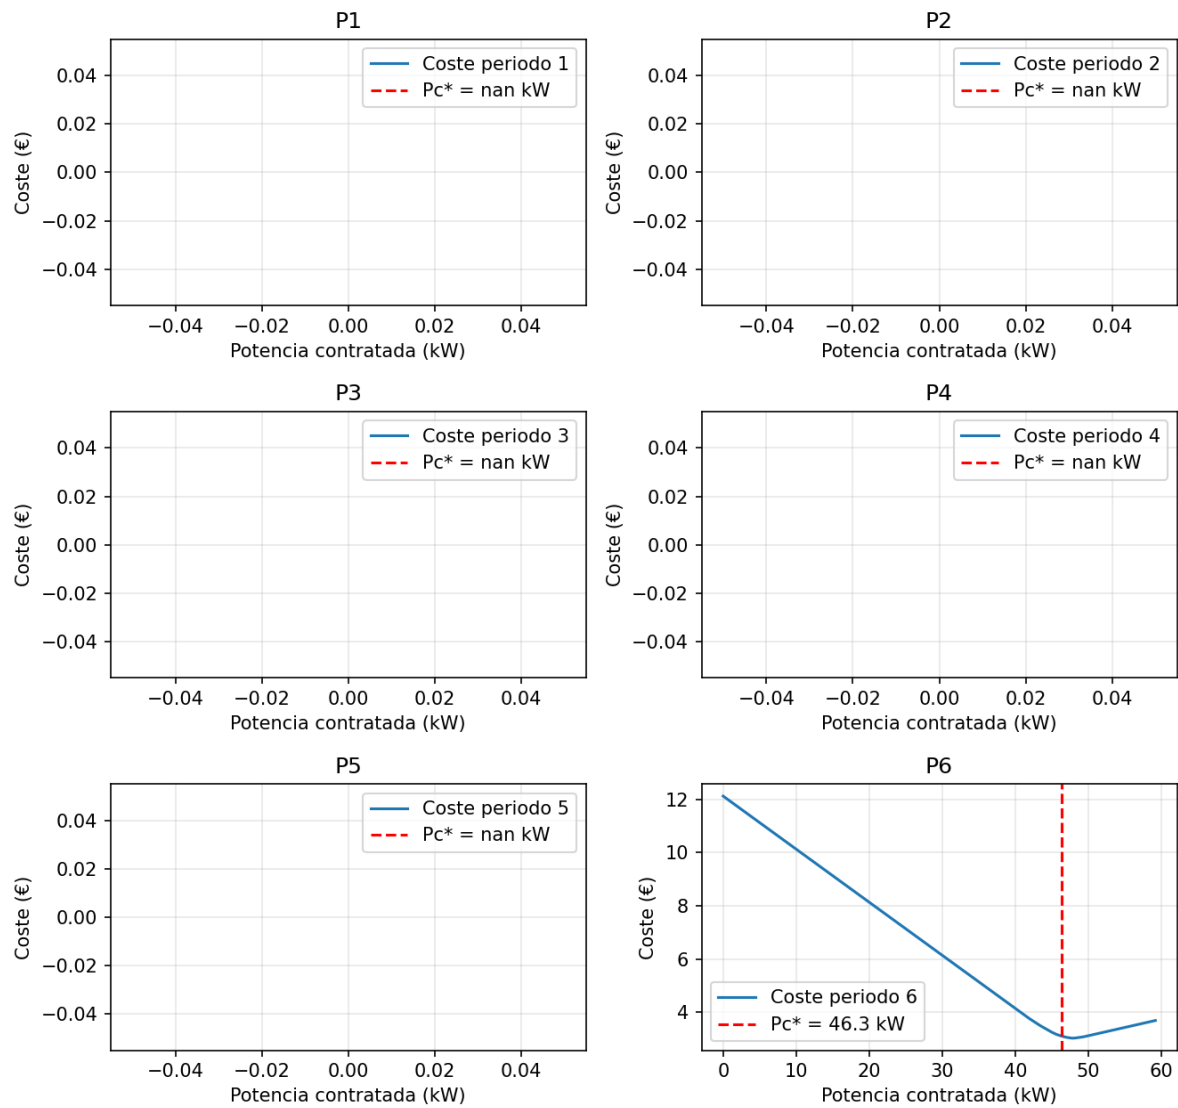 P1
Coste (€)
0.04
0.02
0.00
−0.02
−0.04
Coste periodo 1
Pc* = nan kW
−0.04 −0.02 0.00 0.02 0.04
Potencia contratada (kW)
P2
Coste (€)
0.04
0.02
0.00
−0.02
−0.04
Coste periodo 2
Pc* = nan kW
−0.04 −0.02 0.00 0.02 0.04
Potencia contratada (kW)
P3
Coste (€)
0.04
0.02
0.00
−0.02
−0.04
Coste periodo 3
Pc* = nan kW
−0.04 −0.02 0.00 0.02 0.04
Potencia contratada (kW)
P4
Coste (€)
0.04
0.02
0.00
−0.02
−0.04
Coste periodo 4
Pc* = nan kW
−0.04 −0.02 0.00 0.02 0.04
Potencia contratada (kW)
P5
Coste (€)
0.04
0.02
0.00
−0.02
−0.04
Coste periodo 5
Pc* = nan kW
−0.04 −0.02 0.00 0.02 0.04
Potencia contratada (kW)
P6
Coste (€)
12
10
8
6
4
Coste periodo 6
Pc* = 46.3 kW
0 10 20 30 40 50 60
Potencia contratada (kW)